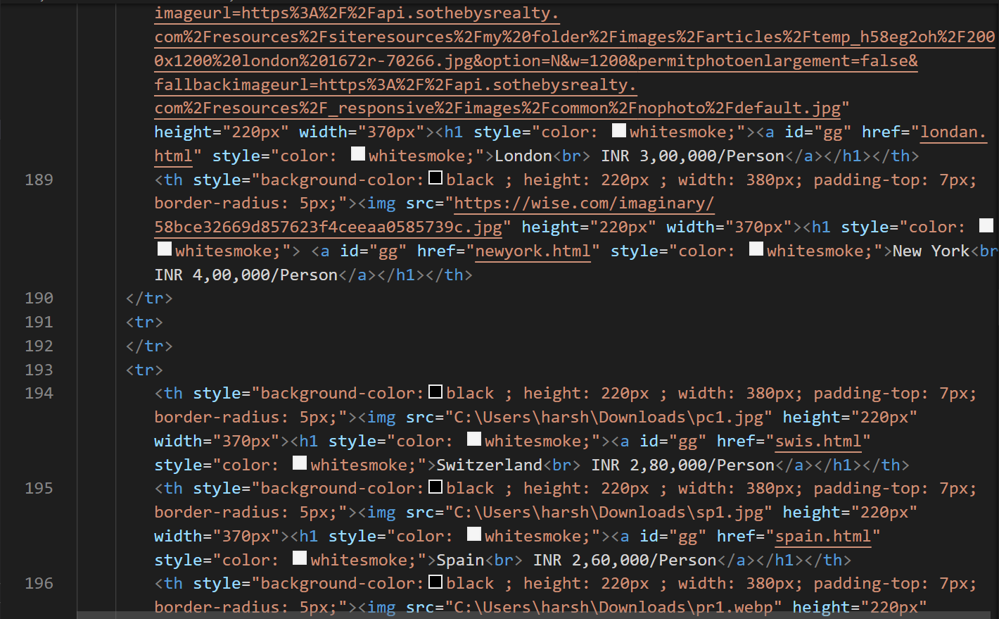 imageurl=https%3A%2F%2Fapi.sothebysrealty.
com%2Fresources%2Fsiteresources%2Fmy%20folder%2Fimages%2Farticles%2Ftemp_h58eg2oh%2F200
0x1200%20london%201672r-70266.jpg&option=N&w=1200&permitphotoenlargement=false&
fallbackimageurl=https%3A%2F%2Fapi.sothebysrealty.
com%2Fresources%2F_responsive%2Fimages%2Fcommon%2Fnophoto%2Fdefault.jpg"
height="220px" width="370px"><h1 style="color: whitesmoke;"><a id="gg" href="londan.
html" style="color: whitesmoke;">London<br> INR 3,00,000/Person</a></h1></th>
189 <th style="background-color: black ; height: 220px ; width: 380px; padding-top: 7px;
border-radius: 5px;"><img src="https://wise.com/imaginary/
58bce32669d857623f4ceeaa0585739c.jpg" height="220px" width="370px"><h1 style="color:
whitesmoke;"> <a id="gg" href="newyork.html" style="color: whitesmoke;">New York<br
INR 4,00,000/Person</a></h1></th>
190 </tr>
191 <tr>
192 </tr>
193 <tr>
194 <th style="background-color: black ; height: 220px ; width: 380px; padding-top: 7px;
border-radius: 5px;"><img src="C:\Users\harsh\Downloads\pc1.jpg" height="220px"
width="370px"><h1 style="color: whitesmoke;"><a id="gg" href="swis.html"
style="color: whitesmoke;">Switzerland<br> INR 2,80,000/Person</a></h1></th>
195 <th style="background-color: black ; height: 220px ; width: 380px; padding-top: 7px;
border-radius: 5px;"><img src="C:\Users\harsh\Downloads\sp1.jpg" height="220px"
width="370px"><h1 style="color: whitesmoke;"><a id="gg" href="spain.html"
style="color: whitesmoke;">Spain<br> INR 2,60,000/Person</a></h1></th>
196 <th style="background-color: black ; height: 220px ; width: 380px; padding-top: 7px;
border-radius: 5px;"><img src="C:\Users\harsh\Downloads\pr1.webp" height="220px"